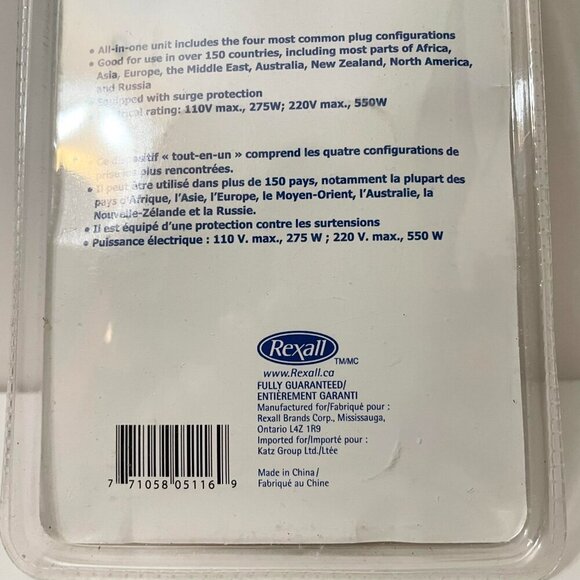 • All-in-one unit includes the four most common plug configurations
• Good for use in over 150 countries, including most parts of Africa,
Asia, Europe, the Middle East, Australia, New Zealand, North America,
and Russia
• Equipped with surge protection
rical rating: 110V max., 275W; 220V max., 550W
• Ce dispositif « tout-en-un » comprend les quatre configurations de
prise les plus rencontrées.
• Il peut être utilisé dans plus de 150 pays, notamment la plupart des
pays d'Afrique, l'Asie, l'Europe, le Moyen-Orient, l'Australie, la
Nouvelle-Zélande et la Russie.
• Il est équipé d'une protection contre les surtensions
• Puissance électrique : 110 V. max., 275 W ; 220 V. max., 550 W
Rexall
TM/MC
www.Rexall.ca
FULLY GUARANTEED/
ENTIÈREMENT GARANTI
Manufactured for/Fabriqué pour :
Rexall Brands Corp., Mississauga,
Ontario L4Z 1R9
Imported for/Importé pour :
Katz Group Ltd./Ltée
Made in China/
Fabriqué au Chine
7 71058 05116 9